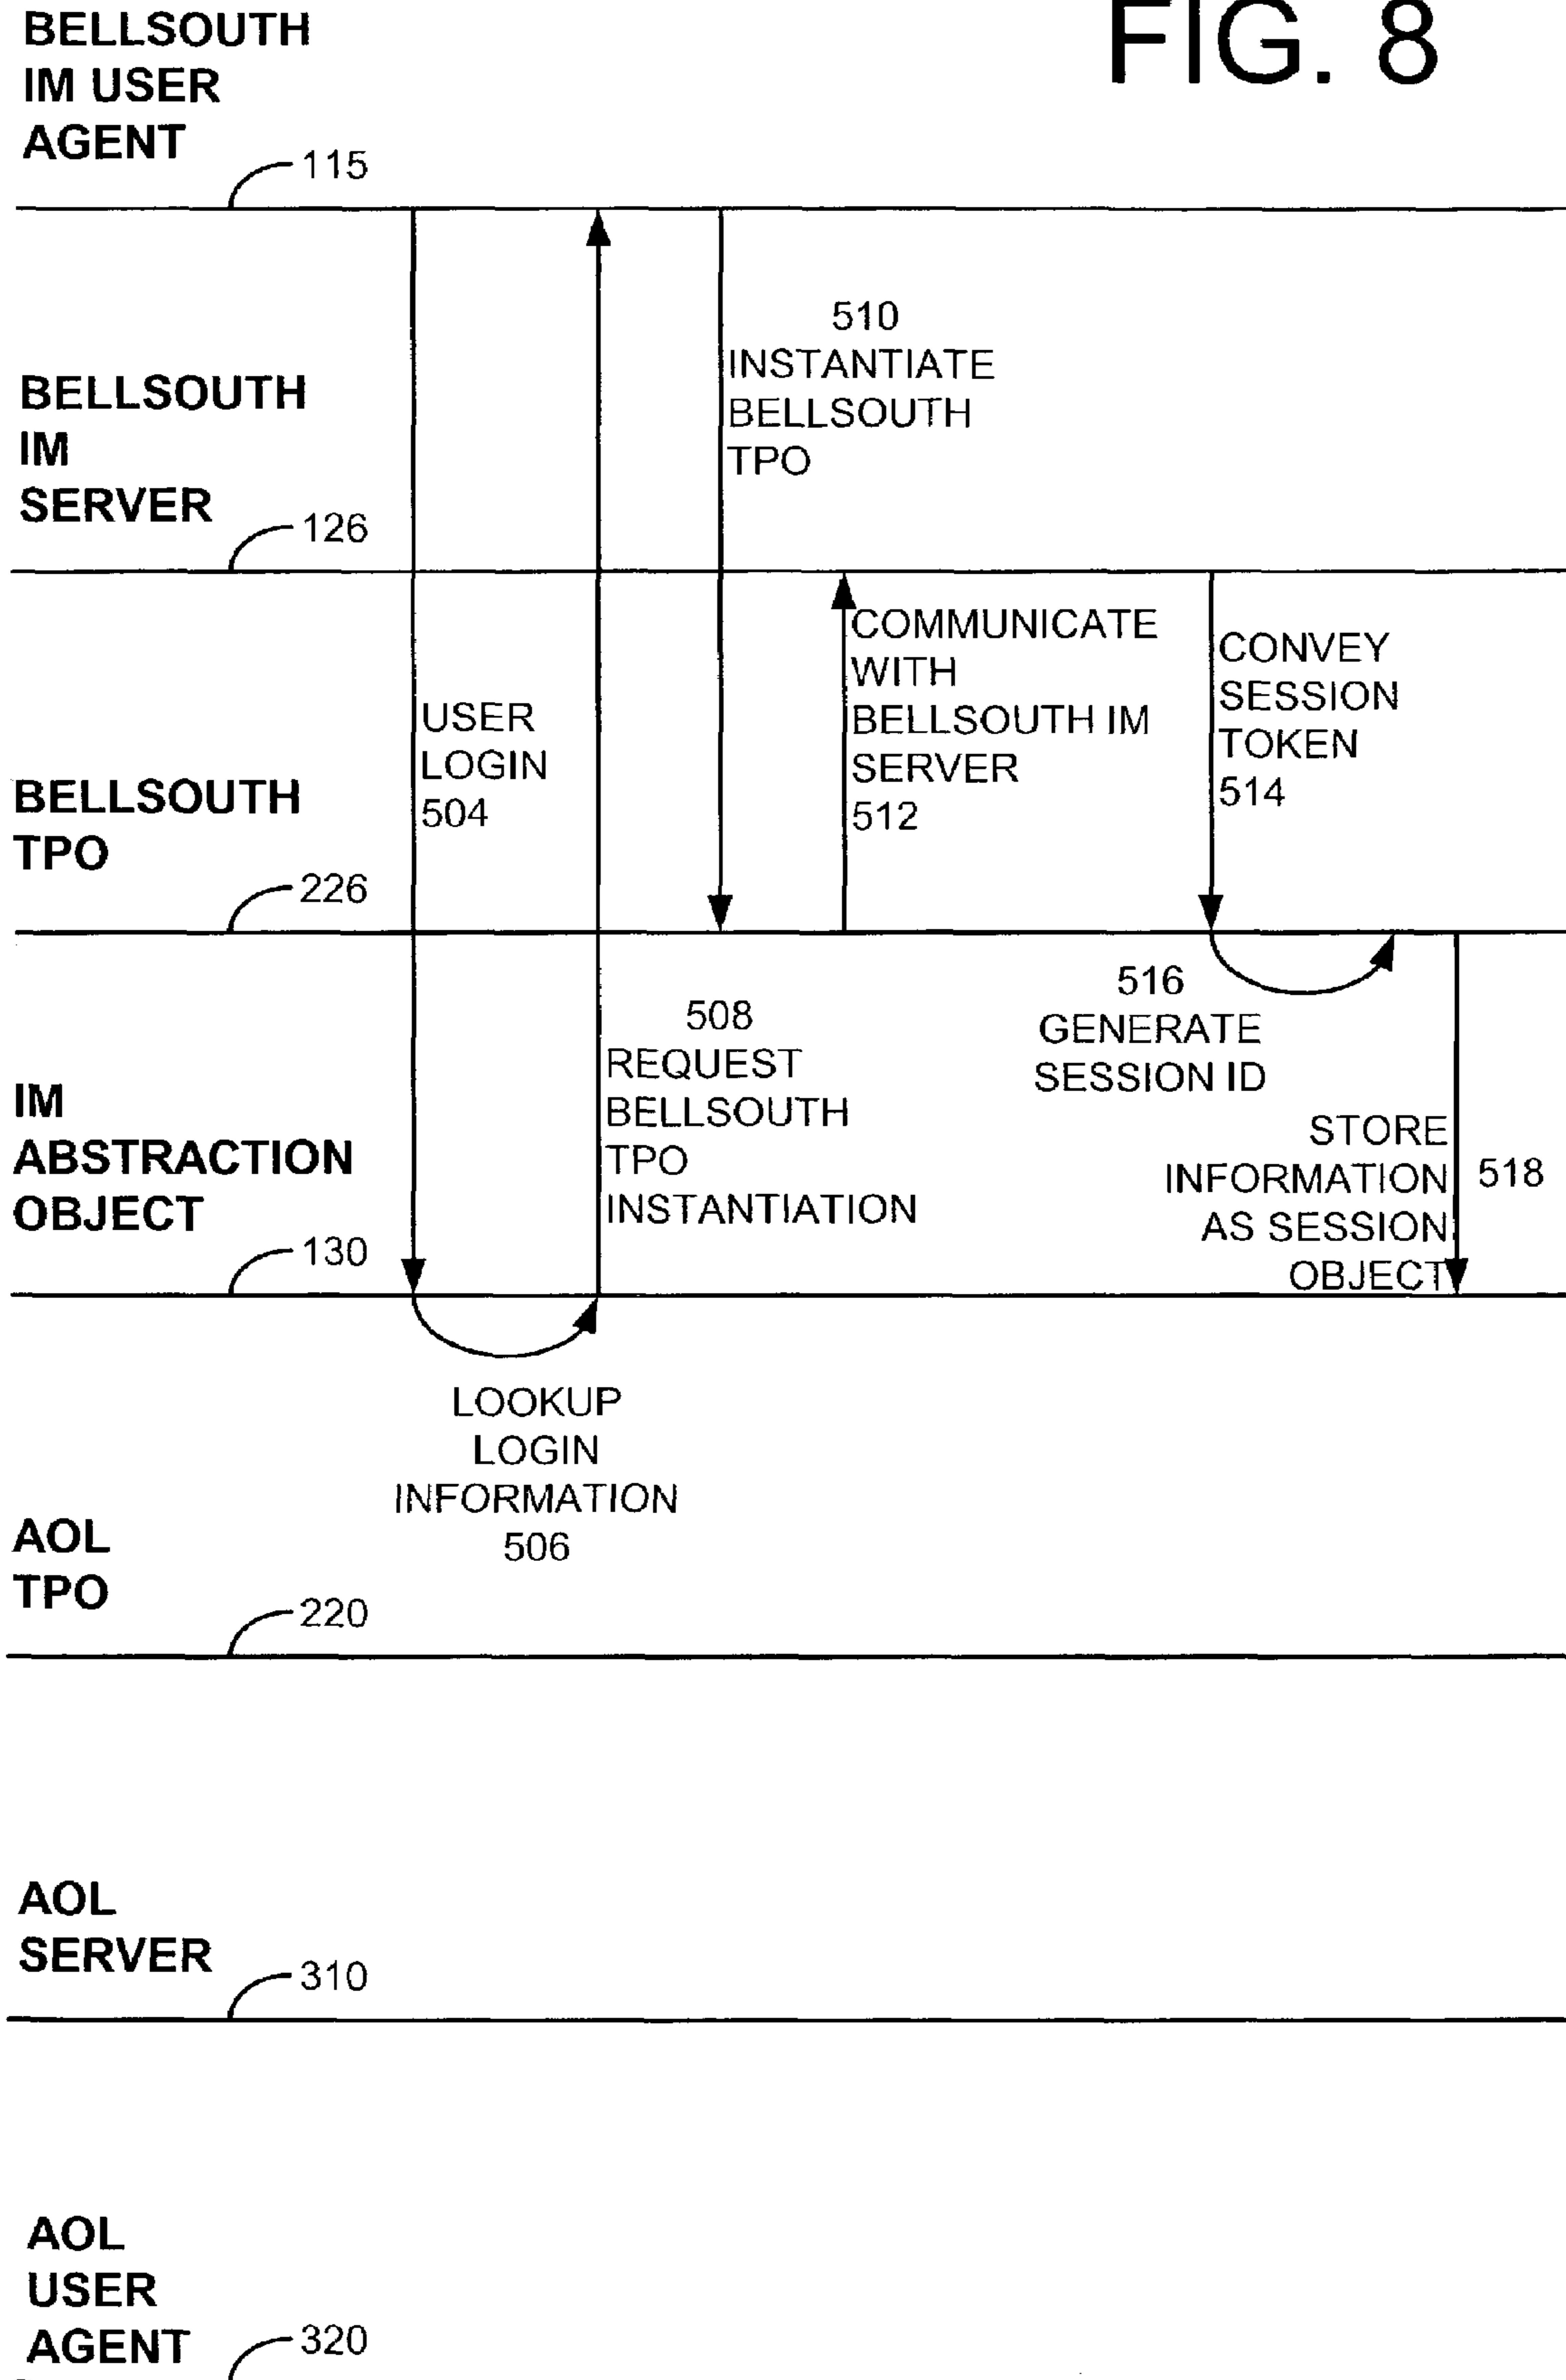 FIG. 8
BELLSOUTH
IM USER
AGENT
115
510
INSTANTIATE
BELLSOUTH
TPO
BELLSOUTH
IM
SERVER
126
COMMUNICATE
WITH
BELLSOUTH IM
SERVER
512
CONVEY
SESSION
TOKEN
514
USER
LOGIN
504
BELLSOUTH
TPO
226
516
GENERATE
SESSION ID
508
REQUEST
BELLSOUTH
TPO
INSTANTIATION
STORE
INFORMATION
AS SESSION
OBJECT
518
IM
ABSTRACTION
OBJECT
130
LOOKUP
LOGIN
INFORMATION
506
AOL
TPO
220
AOL
SERVER
310
AOL
USER
AGENT
320